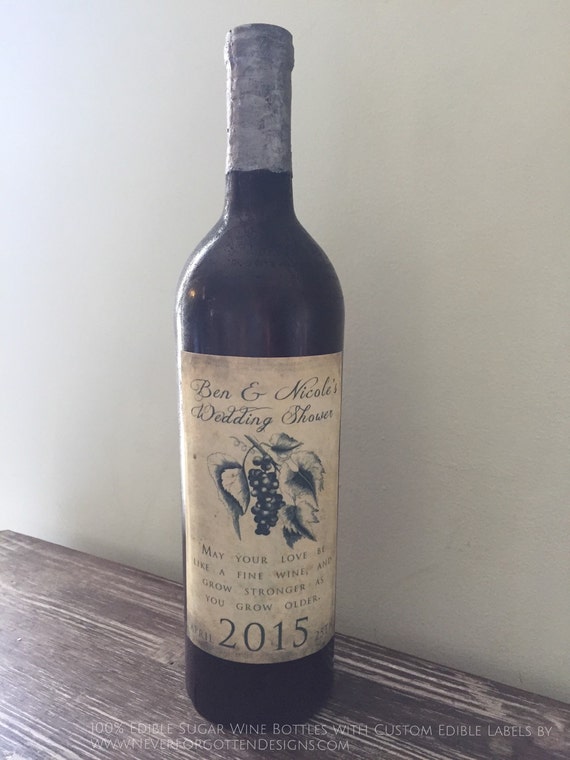 Ben & Nicole's
Wedding Shower
May your love be
like a fine wine, and
grow stronger as
you grow older.
April 2015 25
100% Edible Sugar Wine Bottles with Custom Edible Labels by
www.neverforgottendesigns.com